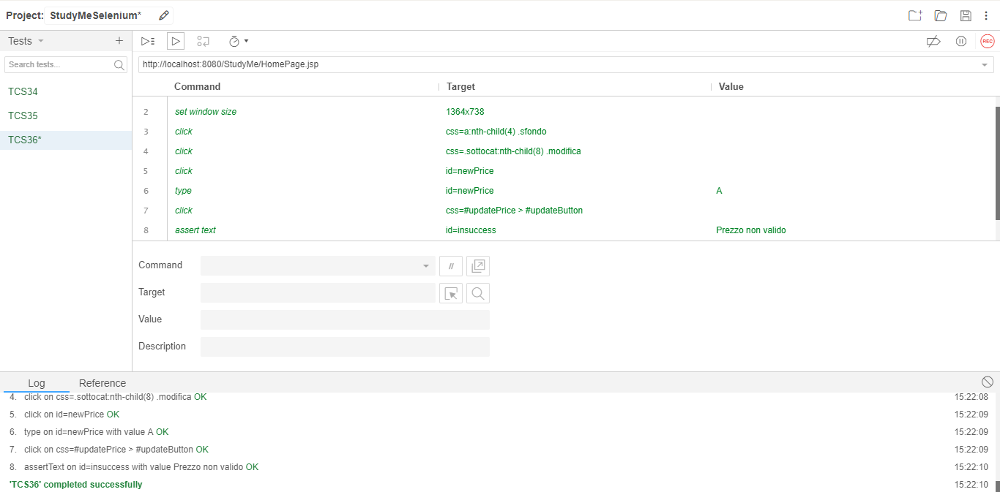 Project: StudyMeSelenium*
Tests
Search tests...
TCS34
TCS35
TCS36*
REC
http://localhost:8080/StudyMe/HomePage.jsp
Command Target Value
2 set window size 1364x738
3 click css=a:nth-child(4) .sfondo
4 click css=.sottocat:nth-child(8) .modifica
5 click id=newPrice
6 type id=newPrice A
7 click css=#updatePrice > #updateButton
8 assert text id=insuccess Prezzo non valido
Command //
Target
Value
Description
Log Reference
4. click on css=.sottocat:nth-child(8) .modifica OK 15:22:08
5. click on id=newPrice OK 15:22:09
6. type on id=newPrice with value A OK 15:22:09
7. click on css=#updatePrice > #updateButton OK 15:22:09
8. assertText on id=insuccess with value Prezzo non valido OK 15:22:10
'TCS36' completed successfully 15:22:10